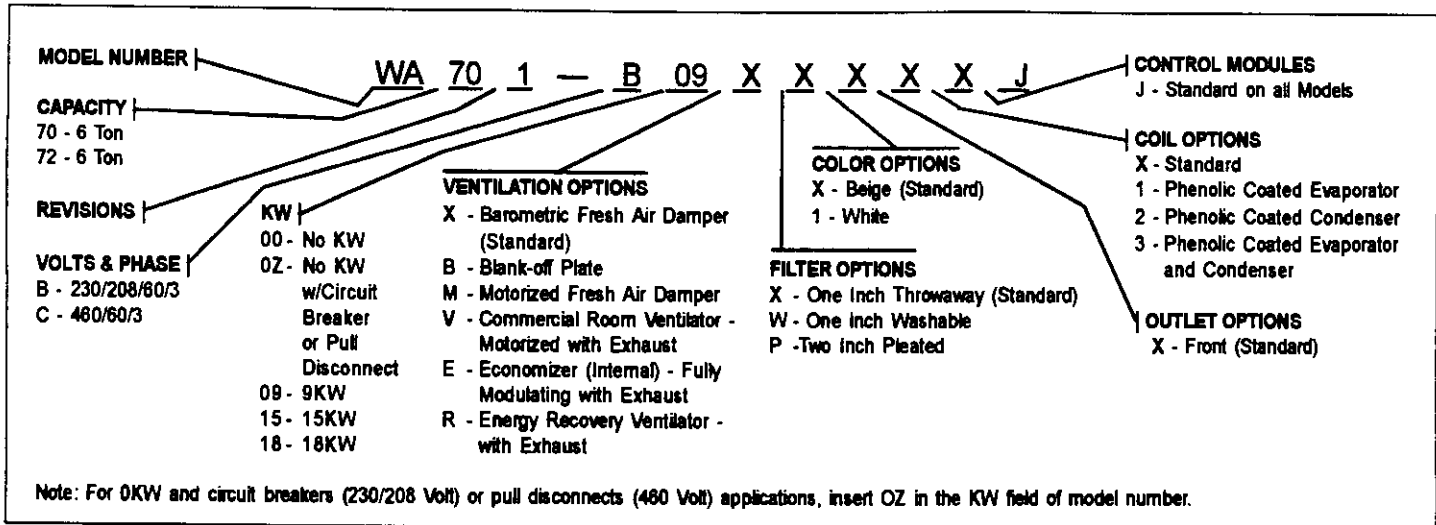 MODEL NUMBER
WA 70 1 — B 09 X X X X X J
CAPACITY
70 - 6 Ton
72 - 6 Ton
REVISIONS
VOLTS & PHASE
B - 230/208/60/3
C - 460/60/3
KW
00 - No KW
0Z - No KW
w/Circuit
Breaker
or Pull
Disconnect
09 - 9KW
15 - 15KW
18 - 18KW
VENTILATION OPTIONS
X - Barometric Fresh Air Damper
(Standard)
B - Blank-off Plate
M - Motorized Fresh Air Damper
V - Commercial Room Ventilator -
Motorized with Exhaust
E - Economizer (Internal) - Fully
Modulating with Exhaust
R - Energy Recovery Ventilator -
with Exhaust
COLOR OPTIONS
X - Beige (Standard)
1 - White
FILTER OPTIONS
X - One Inch Throwaway (Standard)
W - One Inch Washable
P -Two Inch Pleated
CONTROL MODULES
J - Standard on all Models
COIL OPTIONS
X - Standard
1 - Phenolic Coated Evaporator
2 - Phenolic Coated Condenser
3 - Phenolic Coated Evaporator
and Condenser
OUTLET OPTIONS
X - Front (Standard)
Note: For 0KW and circuit breakers (230/208 Volt) or pull disconnects (460 Volt) applications, insert OZ in the KW field of model number.